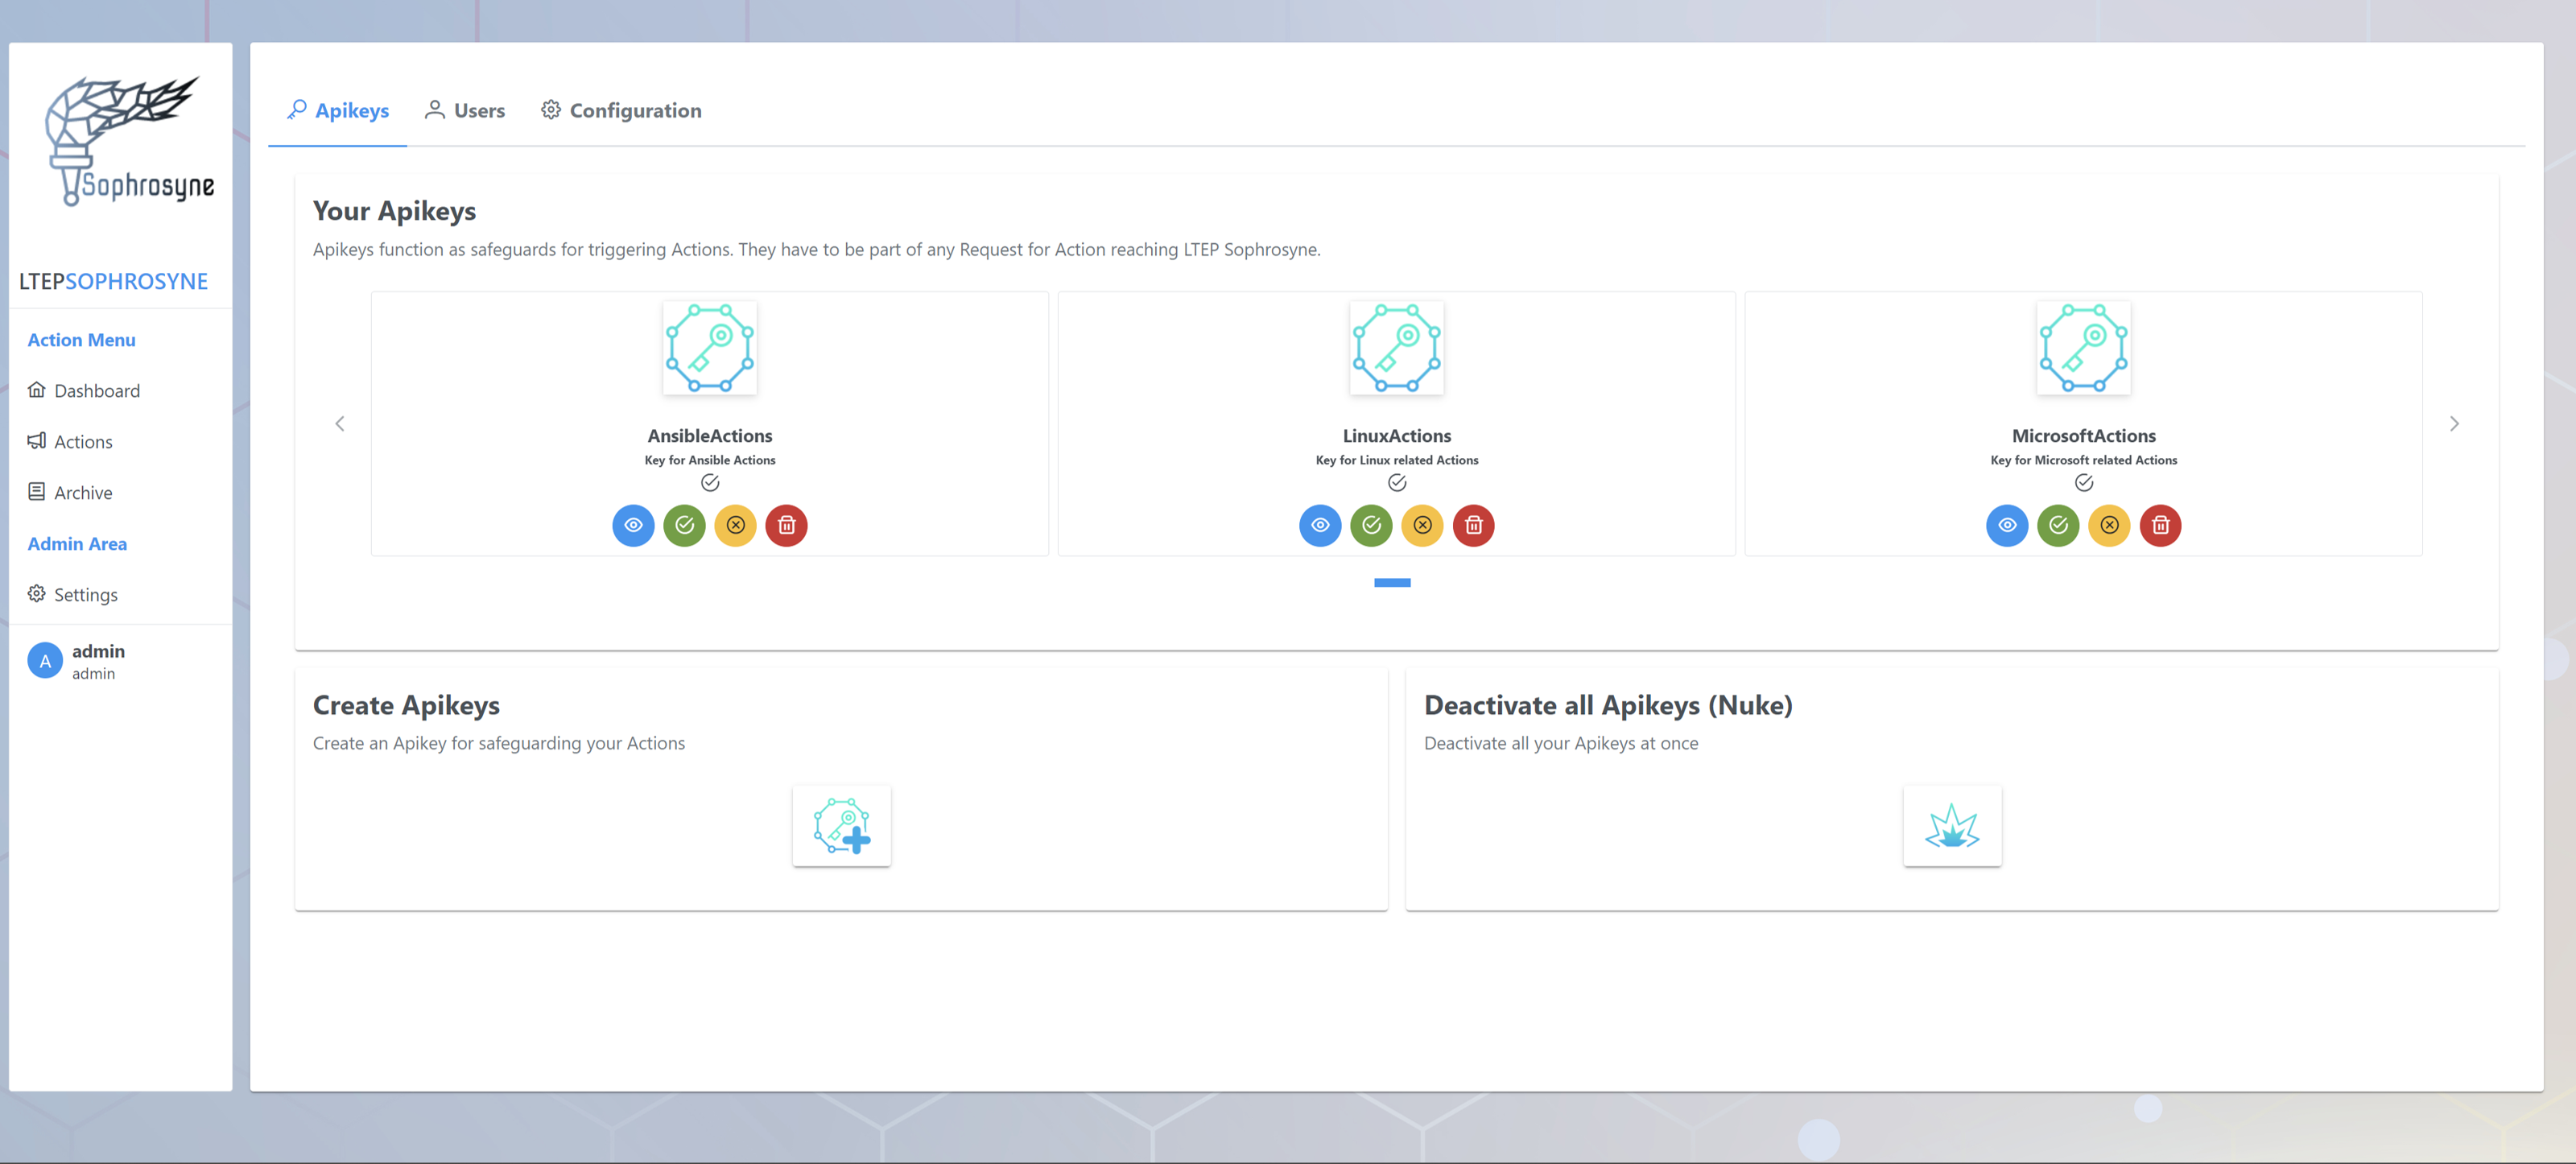 Sophrosyne
LTEPSOPHROSYNE
Action Menu
Dashboard
Actions
Archive
Admin Area
Settings
A
admin
admin
Apikeys
Users
Configuration
Your Apikeys
Apikeys function as safeguards for triggering Actions. They have to be part of any Request for Action reaching LTEP Sophrosyne.
AnsibleActions
Key for Ansible Actions
LinuxActions
Key for Linux related Actions
MicrosoftActions
Key for Microsoft related Actions
Create Apikeys
Create an Apikey for safeguarding your Actions
Deactivate all Apikeys (Nuke)
Deactivate all your Apikeys at once